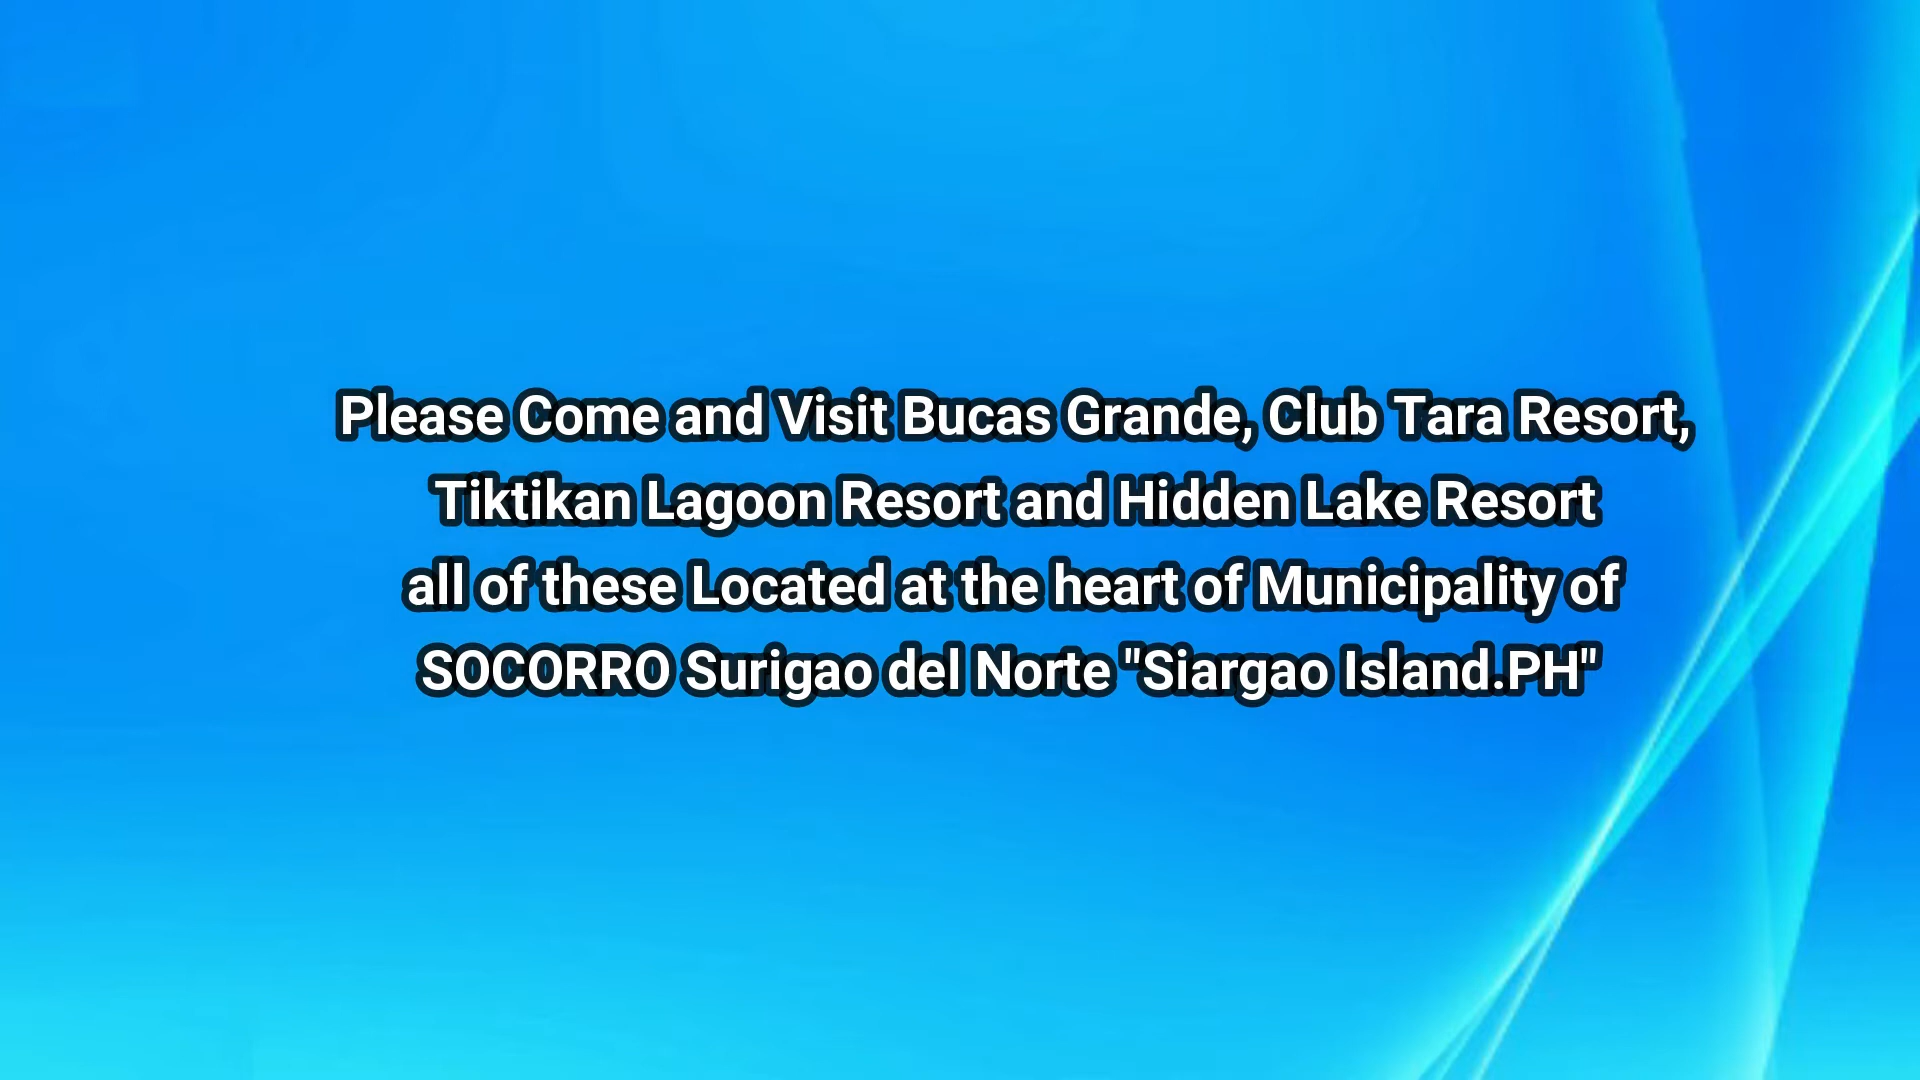 Please Come and Visit Bucas Grande, Club Tara Resort,
Tiktikan Lagoon Resort and Hidden Lake Resort
all of these Located at the heart of Municipality of
SOCORRO Surigao del Norte "Siargao Island.PH"